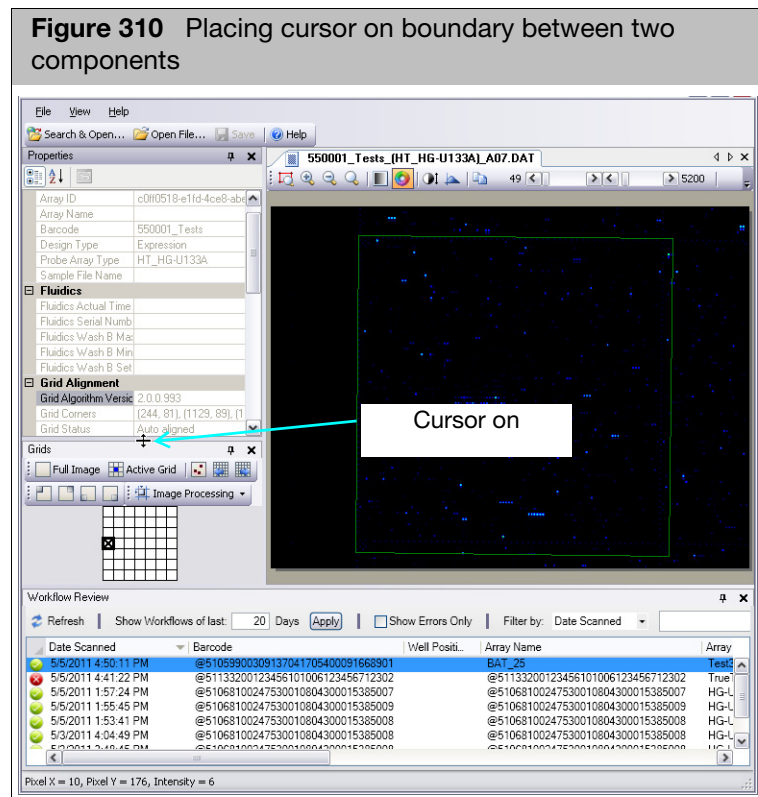 Figure 310 Placing cursor on boundary between two
components
File View Help
Search & Open... Open File... Save Help
Properties
550001_Tests_(HT_HG-U133A)_A07.DAT
49 5200
Array ID c0ff0518-e1fd-4ce8-abe
Array Name
Barcode 550001_Tests
Design Type Expression
Probe Array Type HT_HG-U133A
Sample File Name
Fluidics
Fluidics Actual Time
Fluidics Serial Numb
Fluidics Wash B Ma
Fluidics Wash B Min
Fluidics Wash B Set
Grid Alignment
Grid Algorithm Versic 2.0.0.993
Grid Corners (244, 81), (1129, 89), (1
Grid Status Auto aligned
Cursor on
Grids
Full Image Active Grid
Image Processing
Workflow Review
Refresh Show Workflows of last: 20 Days Apply Show Errors Only Filter by: Date Scanned
Date Scanned Barcode Well Positi... Array Name Array
5/5/2011 4:50:11 PM @51059900309137041705400091668901 BAT_25 Test3
5/5/2011 4:41:22 PM @51133200123456101006123456712302 @51133200123456101006123456712302 True
5/5/2011 1:57:24 PM @51068100247530010804300015385007 @51068100247530010804300015385007 HG-U
5/5/2011 1:55:45 PM @51068100247530010804300015385009 @51068100247530010804300015385009 HG-U
5/5/2011 1:53:41 PM @51068100247530010804300015385008 @51068100247530010804300015385008 HG-U
5/3/2011 4:04:49 PM @51068100247530010804300015385008 @51068100247530010804300015385008 HG-U
Pixel X = 10, Pixel Y = 176, Intensity = 6